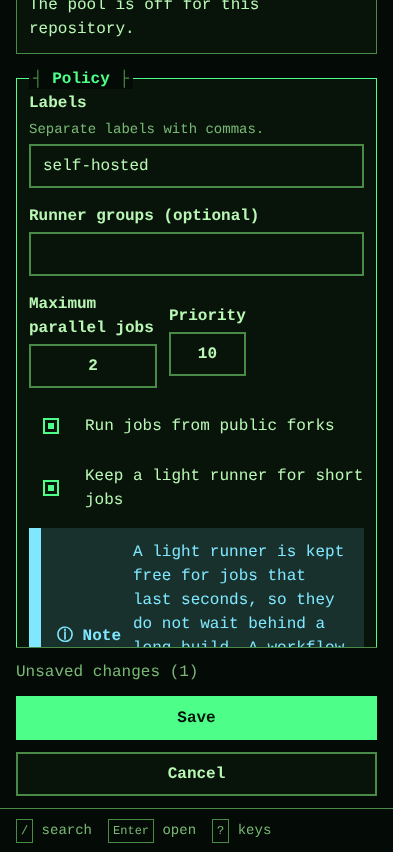 The pool is off for this
repository.
Policy
Labels
Separate labels with commas.
self-hosted
Runner groups (optional)
Maximum
parallel jobs
Priority
2
10
Run jobs from public forks
Keep a light runner for short
jobs
A light runner is kept
free for jobs that
last seconds, so they
do not wait behind a
long build. A workflow
Note
Unsaved changes (1)
Save
Cancel
/ search Enter open ? keys